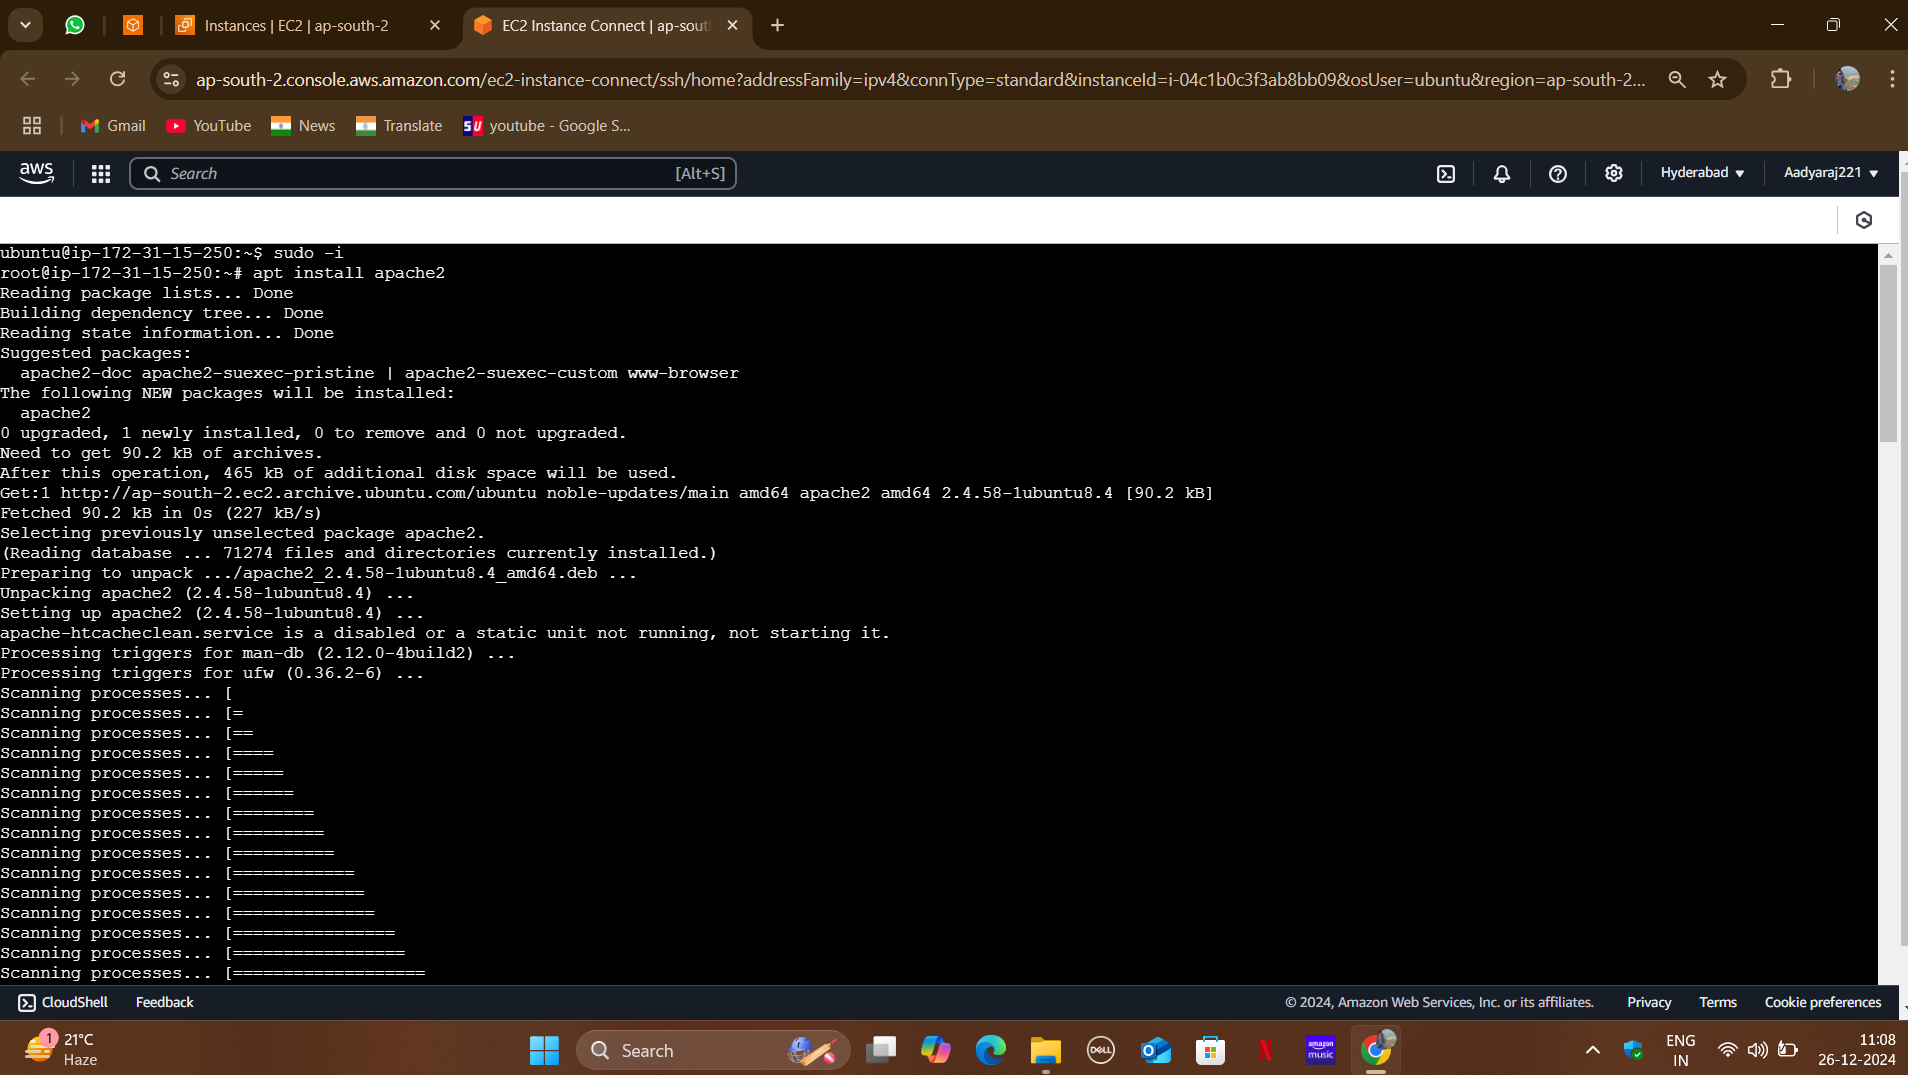 Instances | EC2 | ap-south-2
EC2 Instance Connect | ap-sout
ap-south-2.console.aws.amazon.com/ec2-instance-connect/ssh/home?addressFamily=ipv4&connType=standard&instanceId=i-04c1b0c3f3ab8bb09&osUser=ubuntu&region=ap-south-2...
Gmail YouTube News Translate SU youtube - Google S...
aws Search [Alt+S] Hyderabad Aadyaraj221
ubuntu@ip-172-31-15-250:~$ sudo -i
root@ip-172-31-15-250:~# apt install apache2
Reading package lists... Done
Building dependency tree... Done
Reading state information... Done
Suggested packages:
  apache2-doc apache2-suexec-pristine | apache2-suexec-custom www-browser
The following NEW packages will be installed:
  apache2
0 upgraded, 1 newly installed, 0 to remove and 0 not upgraded.
Need to get 90.2 kB of archives.
After this operation, 465 kB of additional disk space will be used.
Get:1 http://ap-south-2.ec2.archive.ubuntu.com/ubuntu noble-updates/main amd64 apache2 amd64 2.4.58-1ubuntu8.4 [90.2 kB]
Fetched 90.2 kB in 0s (227 kB/s)
Selecting previously unselected package apache2.
(Reading database ... 71274 files and directories currently installed.)
Preparing to unpack .../apache2_2.4.58-1ubuntu8.4_amd64.deb ...
Unpacking apache2 (2.4.58-1ubuntu8.4) ...
Setting up apache2 (2.4.58-1ubuntu8.4) ...
apache-htcacheclean.service is a disabled or a static unit not running, not starting it.
Processing triggers for man-db (2.12.0-4build2) ...
Processing triggers for ufw (0.36.2-6) ...
Scanning processes... [
Scanning processes... [=
Scanning processes... [==
Scanning processes... [====
Scanning processes... [=====
Scanning processes... [======
Scanning processes... [========
Scanning processes... [=========
Scanning processes... [==========
Scanning processes... [============
Scanning processes... [=============
Scanning processes... [==============
Scanning processes... [================
Scanning processes... [=================
Scanning processes... [===================
CloudShell Feedback © 2024, Amazon Web Services, Inc. or its affiliates. Privacy Terms Cookie preferences
1 21°C
Haze
Search
DELL
amazon music
ENG
IN
11:08
26-12-2024